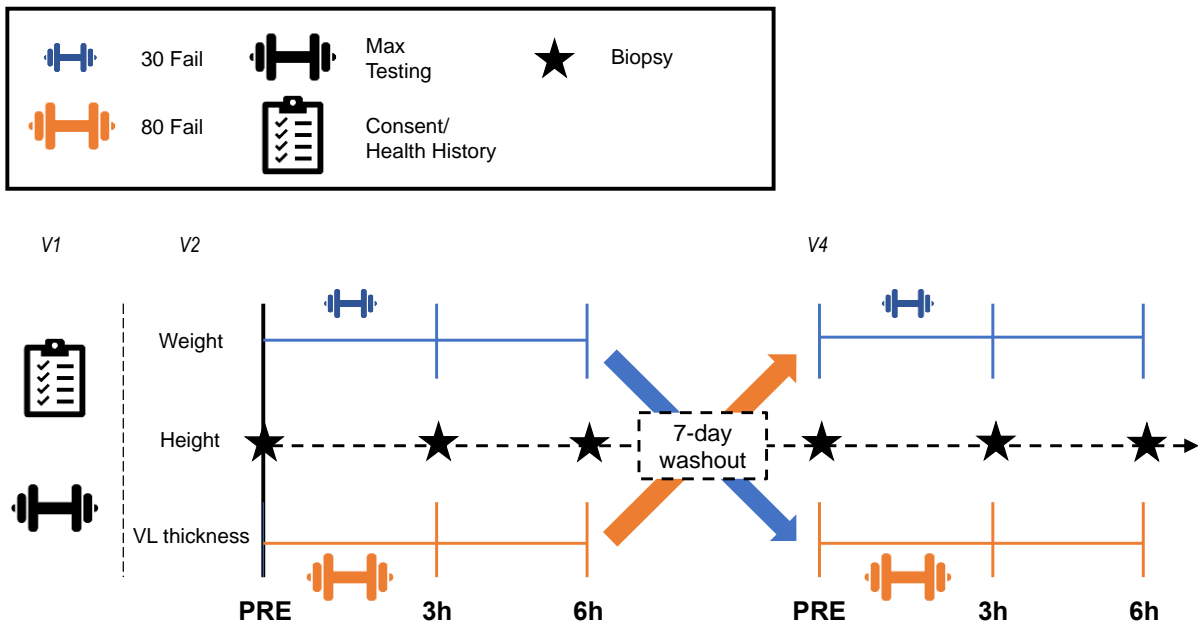 30 Fail
Max
Testing
Biopsy
80 Fail
Consent/
Health History
V1
V2
V4
Weight
Height
7-day
washout
VL thickness
PRE
3h
6h
PRE
3h
6h